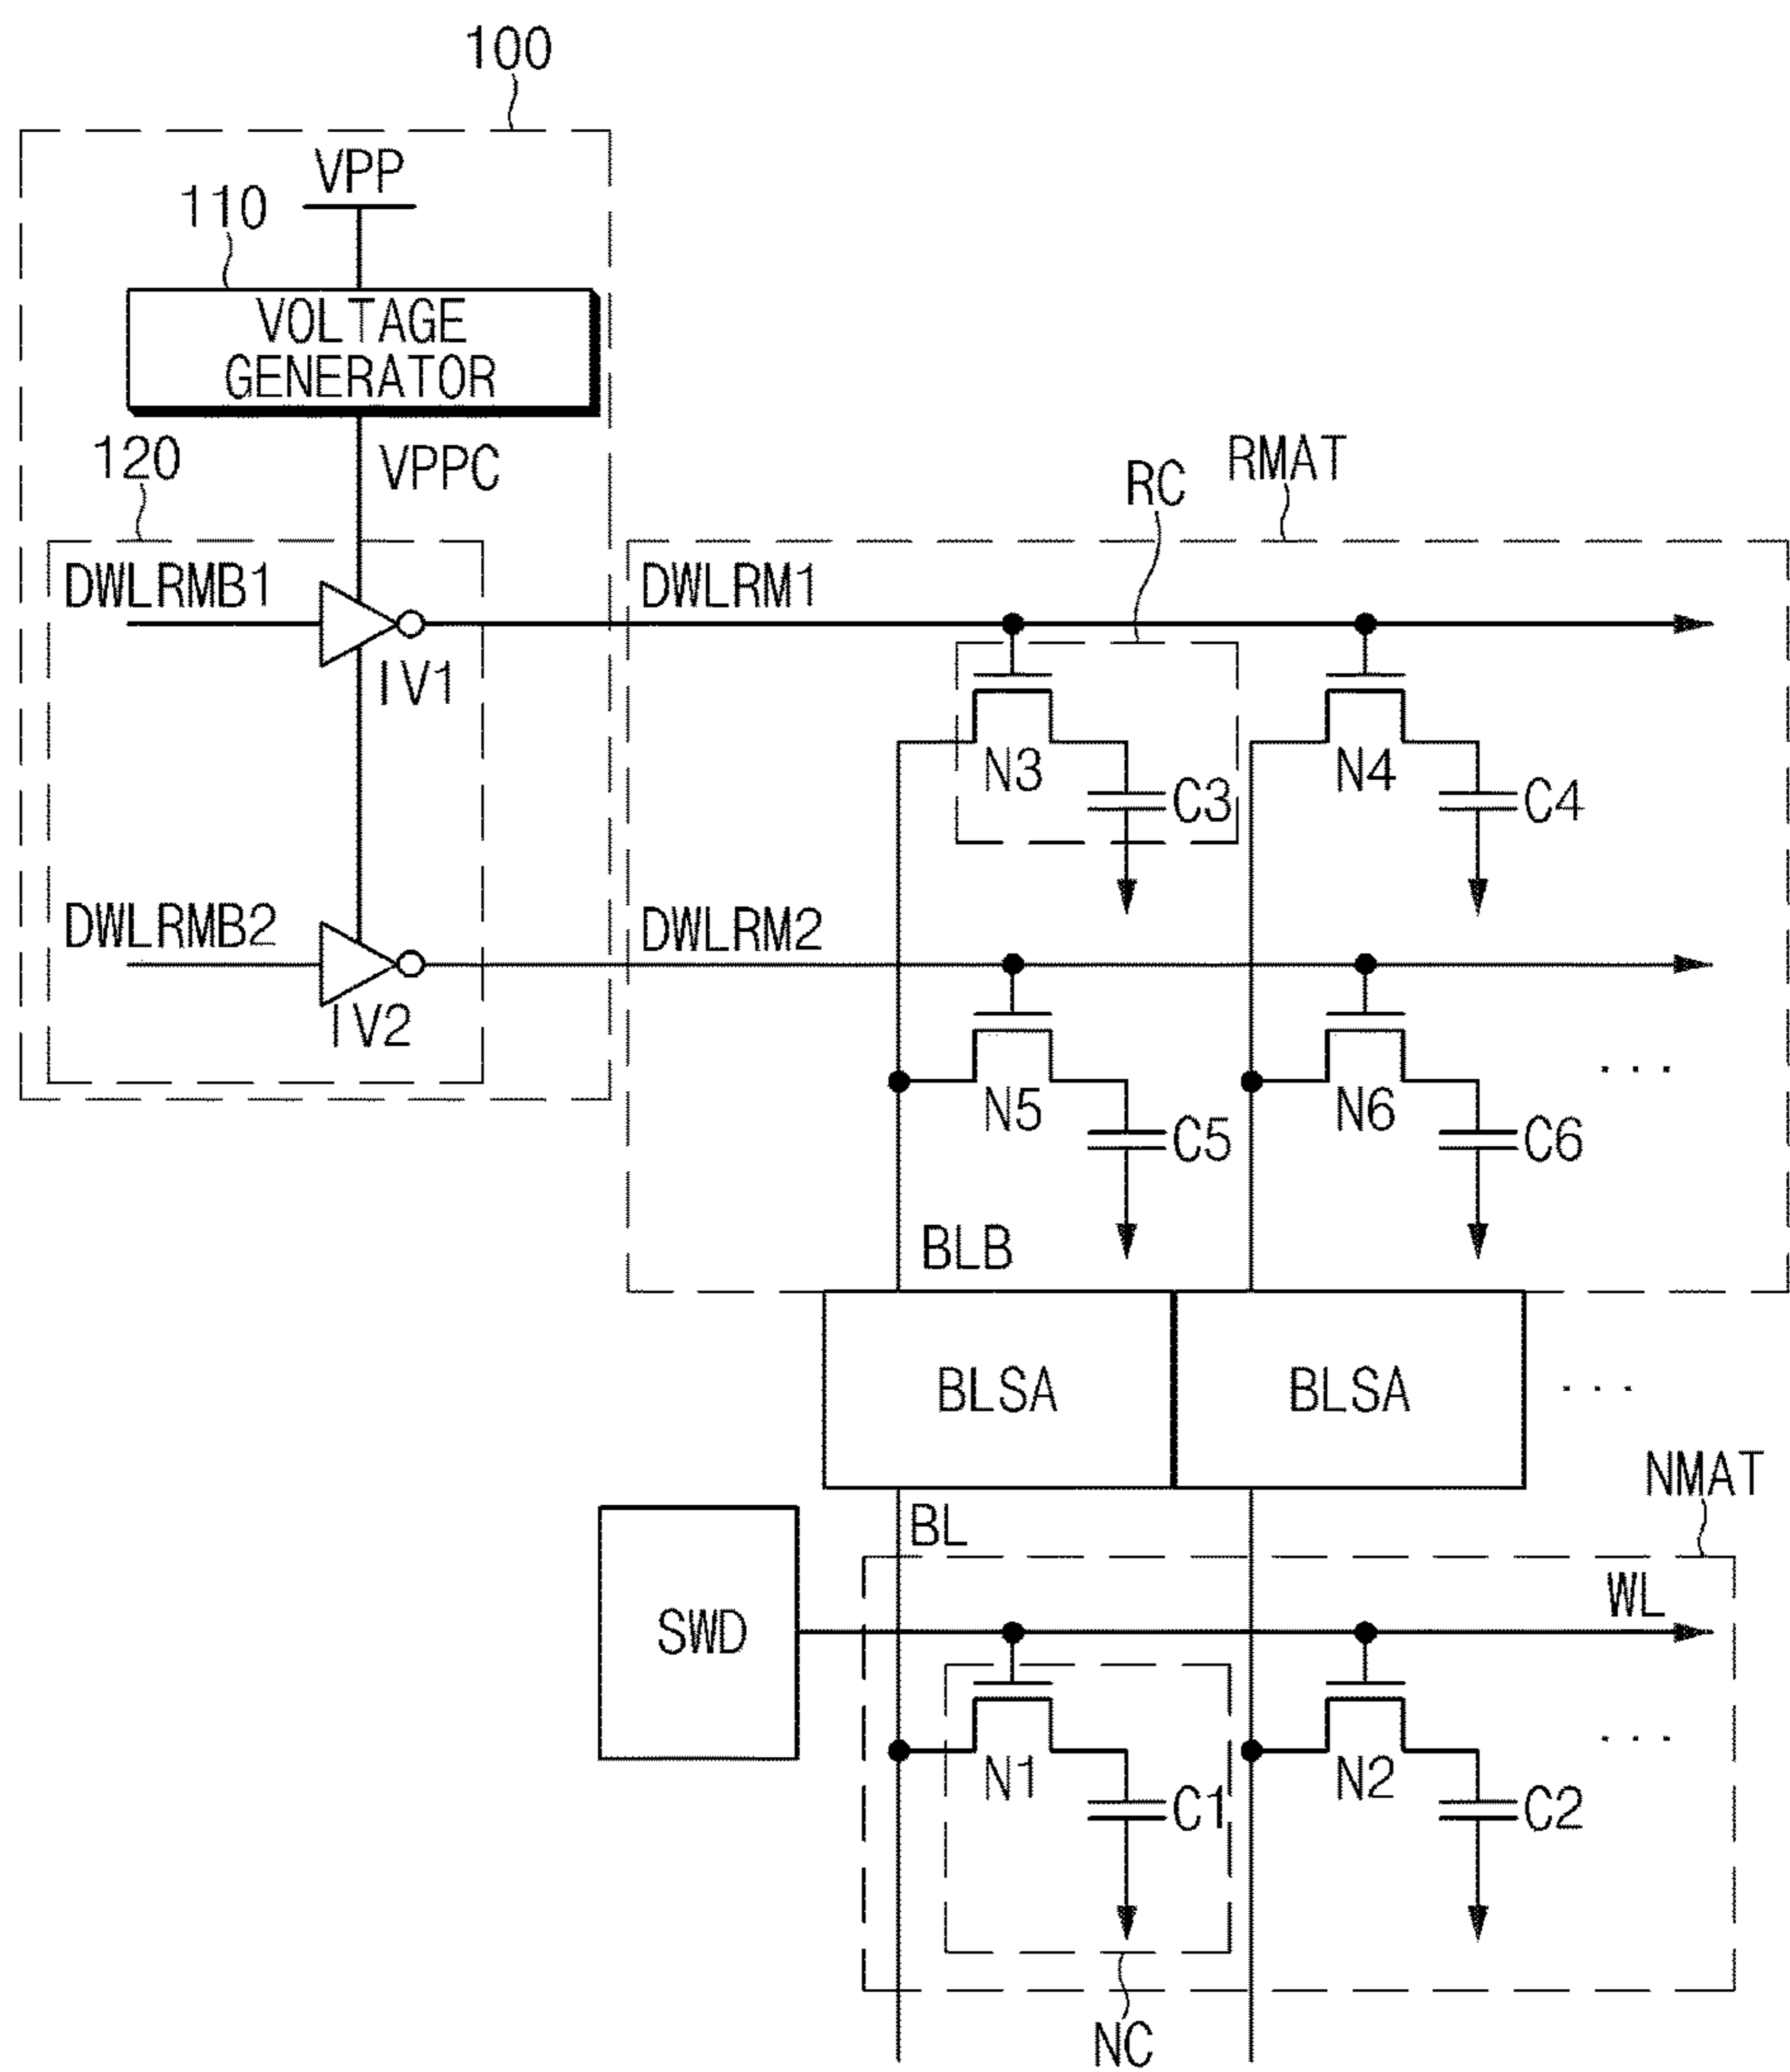 100
VPP
110
VOLTAGE
GENERATOR
120
VPPC
RC
RMAT
DWLRMB1
IV1
DWLRM1
N3
C3
N4
C4
DWLRMB2
IV2
DWLRM2
N5
C5
N6
C6
...
BLB
BLSA
BLSA
...
NMAT
BL
SWD
WL
N1
C1
N2
C2
...
NC